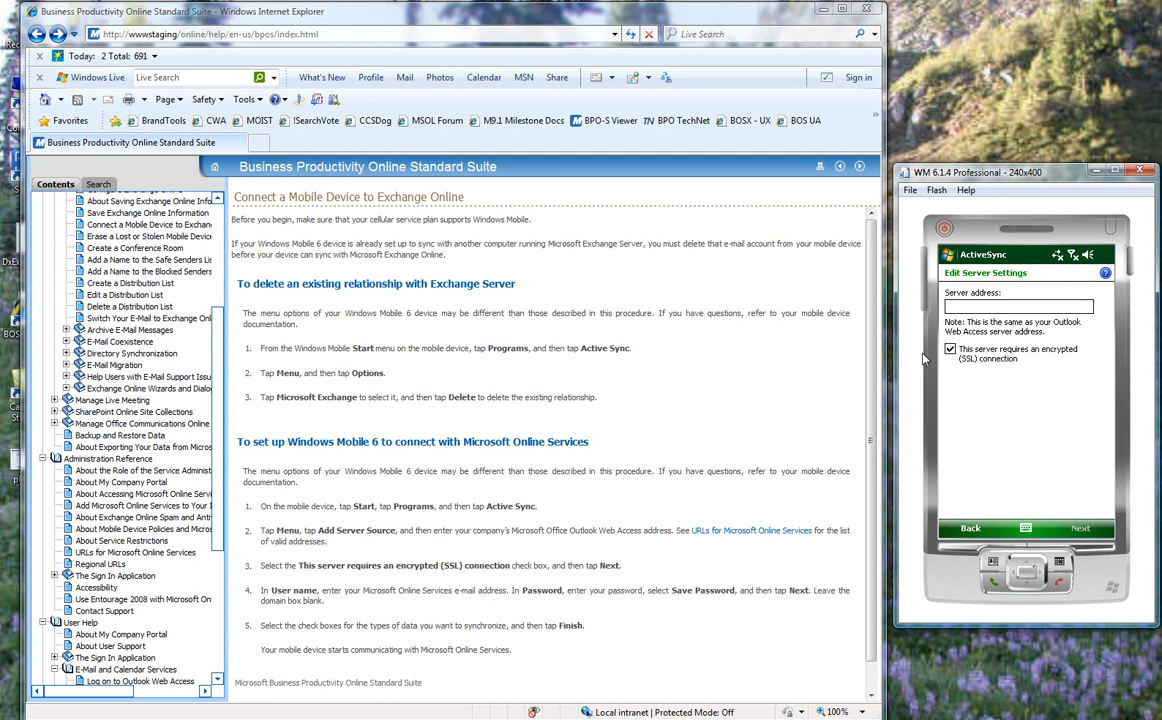 Business Productivity Online Standard Suite - Windows Internet Explorer
http://wwwstaging/online/help/en-us/bpos/index.html
Live Search
Today: 2 Total: 691
Windows Live
Live Search
What's New
Profile
Mail
Photos
Calendar
MSN
Share
Sign in
Page
Safety
Tools
Favorites
BrandTools
CWA
MOIST
!SearchVote
CCSDog
MSOL Forum
M9.1 Milestone Docs
BPO-S Viewer
TN BPO TechNet
BOSX - UX
BOS UA
Business Productivity Online Standard Suite
Business Productivity Online Standard Suite
Contents
Search
About Saving Exchange Online Info
Save Exchange Online Information
Connect a Mobile Device to Exchan
Erase a Lost or Stolen Mobile Device
Create a Conference Room
Add a Name to the Safe Senders Li
Add a Name to the Blocked Senders
Create a Distribution List
Edit a Distribution List
Delete a Distribution List
Switch Your E-Mail to Exchange Onl
Archive E-Mail Messages
E-Mail Coexistence
Directory Synchronization
E-Mail Migration
Help Users with E-Mail Support Issu
Exchange Online Wizards and Dialo
Manage Live Meeting
SharePoint Online Site Collections
Manage Office Communications Online
Backup and Restore Data
About Exporting Your Data from Micros
Administration Reference
About the Role of the Service Administ
About My Company Portal
About Accessing Microsoft Online Servi
Add Microsoft Online Services to Your I
About Exchange Online Spam and Anti
About Mobile Device Policies and Micros
About Service Restrictions
URLs for Microsoft Online Services
Regional URLs
The Sign In Application
Accessibility
Use Entourage 2008 with Microsoft On
Contact Support
User Help
About My Company Portal
About User Support
The Sign In Application
E-Mail and Calendar Services
Log on to Outlook Web Access
Connect a Mobile Device to Exchange Online
Before you begin, make sure that your cellular service plan supports Windows Mobile.
If your Windows Mobile 6 device is already set up to sync with another computer running Microsoft Exchange Server, you must delete that e-mail account from your mobile device
before your device can sync with Microsoft Exchange Online.
To delete an existing relationship with Exchange Server
The menu options of your Windows Mobile 6 device may be different than those described in this procedure. If you have questions, refer to your mobile device
documentation.
1. From the Windows Mobile Start menu on the mobile device, tap Programs, and then tap Active Sync.
2. Tap Menu, and then tap Options.
3. Tap Microsoft Exchange to select it, and then tap Delete to delete the existing relationship.
To set up Windows Mobile 6 to connect with Microsoft Online Services
The menu options of your Windows Mobile 6 device may be different than those described in this procedure. If you have questions, refer to your mobile device
documentation.
1. On the mobile device, tap Start, tap Programs, and then tap Active Sync.
2. Tap Menu, tap Add Server Source, and then enter your company's Microsoft Office Outlook Web Access address. See URLs for Microsoft Online Services for the list
of valid addresses.
3. Select the This server requires an encrypted (SSL) connection check box, and then tap Next.
4. In User name, enter your Microsoft Online Services e-mail address. In Password, enter your password, select Save Password, and then tap Next. Leave the
domain box blank.
5. Select the check boxes for the types of data you want to synchronize, and then tap Finish.
Your mobile device starts communicating with Microsoft Online Services.
Microsoft Business Productivity Online Standard Suite
Local intranet | Protected Mode: Off
100%
WM 6.1.4 Professional - 240x400
File
Flash
Help
ActiveSync
Edit Server Settings
Server address:
Note: This is the same as your Outlook
Web Access server address.
This server requires an encrypted
(SSL) connection
Back
Next